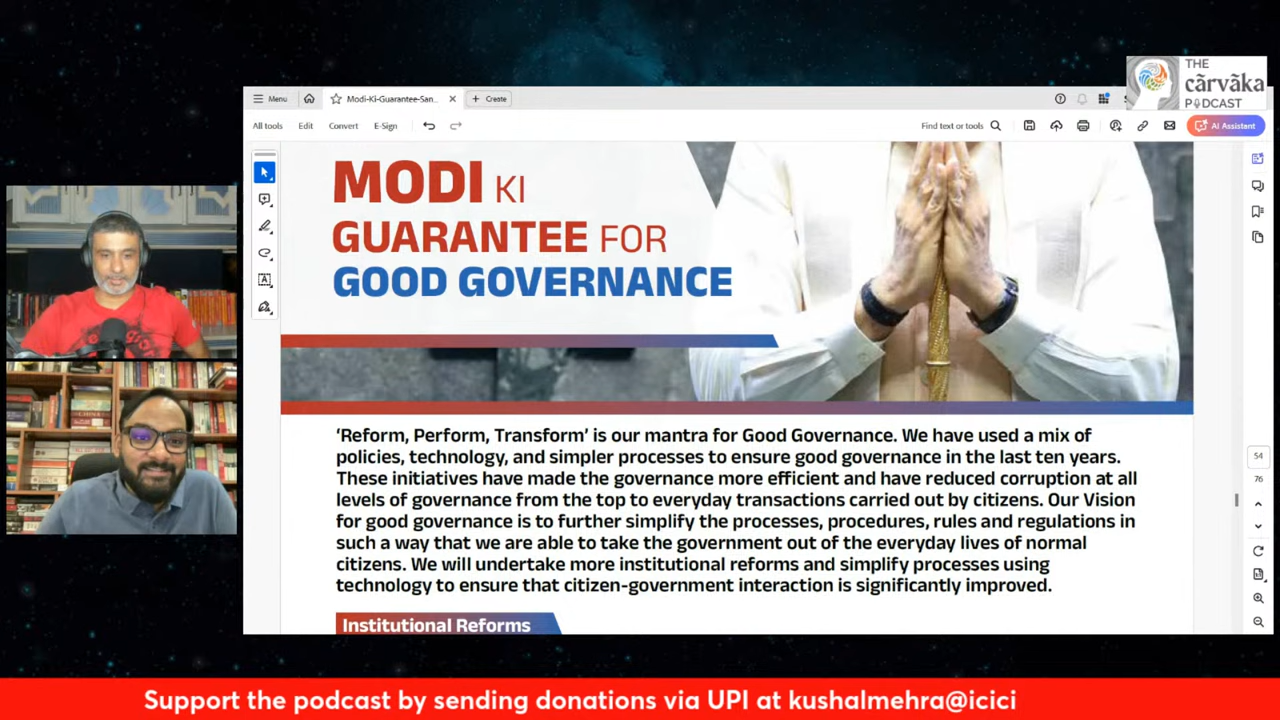 THE
cārvāka
PODCAST
Menu
Modi-Ki-Guarantee-San...
Create
All tools
Edit
Convert
E-Sign
Find text or tools
AI Assistant
MODI KI
GUARANTEE FOR
GOOD GOVERNANCE
‘Reform, Perform, Transform’ is our mantra for Good Governance. We have used a mix of
policies, technology, and simpler processes to ensure good governance in the last ten years.
These initiatives have made the government more efficient and have reduced corruption at all
levels of governance from the top to everyday transactions carried out by citizens. Our Vision
for good governance is to further simplify the processes, procedures, rules and regulations in
such a way that we are able to take the government out of the everyday lives of normal
citizens. We will undertake more institutional reforms and simplify processes using
technology to ensure that citizen-government interaction is significantly improved.
Institutional Reforms
54
76
CHINA
Support the podcast by sending donations via UPI at kushalmehra@icici